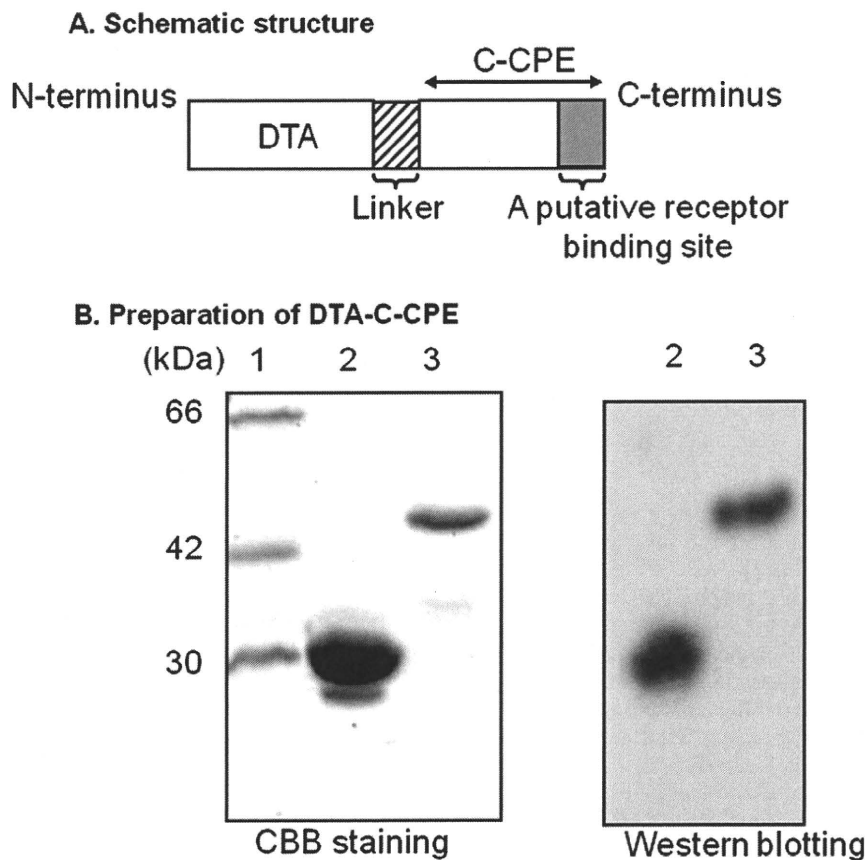 A. Schematic structure
C-CPE
N-terminus
C-terminus
DTA
Linker
A putative receptor
binding site
B. Preparation of DTA-C-CPE
(kDa) 1 2 3
2 3
66
42
30
CBB staining
Western blotting